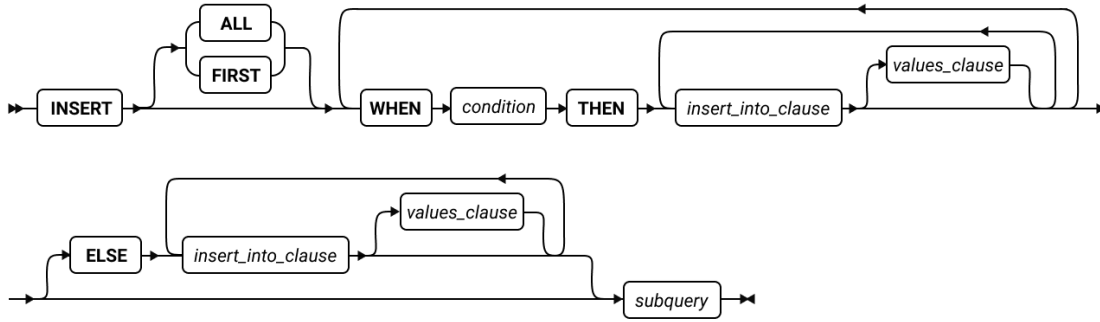 ALL
FIRST
values_clause
INSERT WHEN condition THEN insert_into_clause
values_clause
ELSE insert_into_clause
subquery